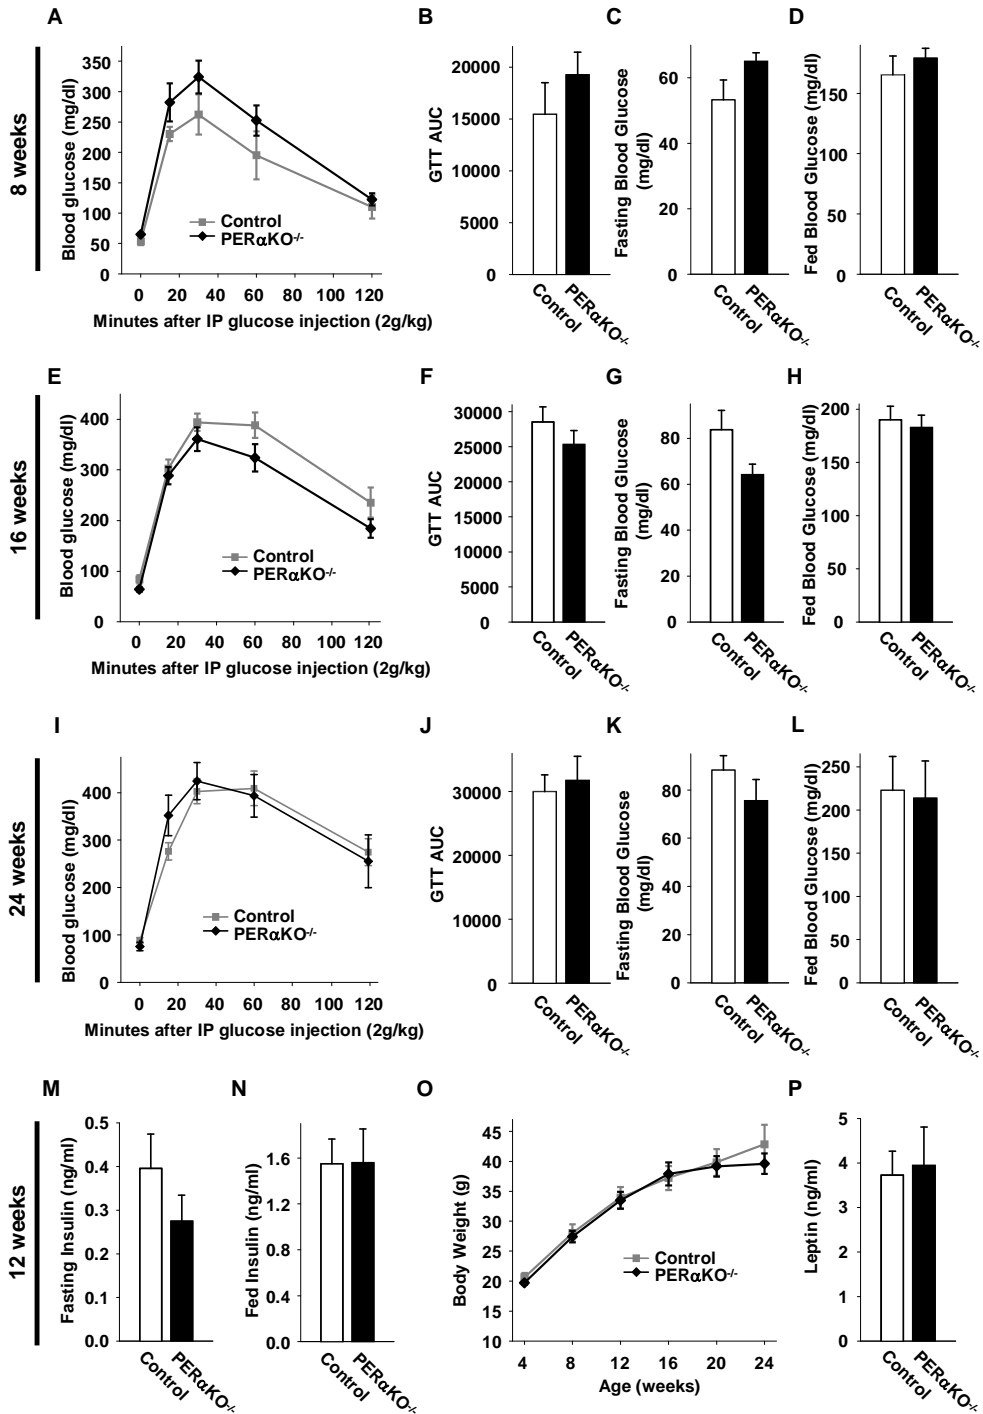 A
B
C
D
8 weeks
Blood glucose (mg/dl)
350
300
250
200
150
100
50
0
0 20 40 60 80 100 120
Minutes after IP glucose injection (2g/kg)
Control
PERαKO-/-
GTT AUC
20000
15000
10000
5000
0
Control
PERαKO-/-
Fasting Blood Glucose
(mg/dl)
60
40
20
0
Control
PERαKO-/-
Fed Blood Glucose (mg/dl)
150
100
50
0
Control
PERαKO-/-
E
F
G
H
16 weeks
Blood glucose (mg/dl)
400
300
200
100
0
0 20 40 60 80 100 120
Minutes after IP glucose injection (2g/kg)
Control
PERαKO-/-
GTT AUC
30000
25000
20000
15000
10000
5000
0
Control
PERαKO-/-
Fasting Blood Glucose
(mg/dl)
80
60
40
20
0
Control
PERαKO-/-
Fed Blood Glucose (mg/dl)
200
150
100
50
0
Control
PERαKO-/-
I
J
K
L
24 weeks
Blood glucose (mg/dl)
400
300
200
100
0
0 20 40 60 80 100 120
Minutes after IP glucose injection (2g/kg)
Control
PERαKO-/-
GTT AUC
30000
20000
10000
0
Control
PERαKO-/-
Fasting Blood Glucose
(mg/dl)
80
60
40
20
0
Control
PERαKO-/-
Fed Blood Glucose (mg/dl)
250
200
150
100
50
0
Control
PERαKO-/-
M
N
O
P
12 weeks
Fasting Insulin (ng/ml)
0.5
0.4
0.3
0.2
0.1
0.0
Control
PERαKO-/-
Fed Insulin (ng/ml)
1.6
1.2
0.8
0.4
0.0
Control
PERαKO-/-
Body Weight (g)
45
40
35
30
25
20
15
10
4 8 12 16 20 24
Age (weeks)
Control
PERαKO-/-
Leptin (ng/ml)
5
4
3
2
1
0
Control
PERαKO-/-